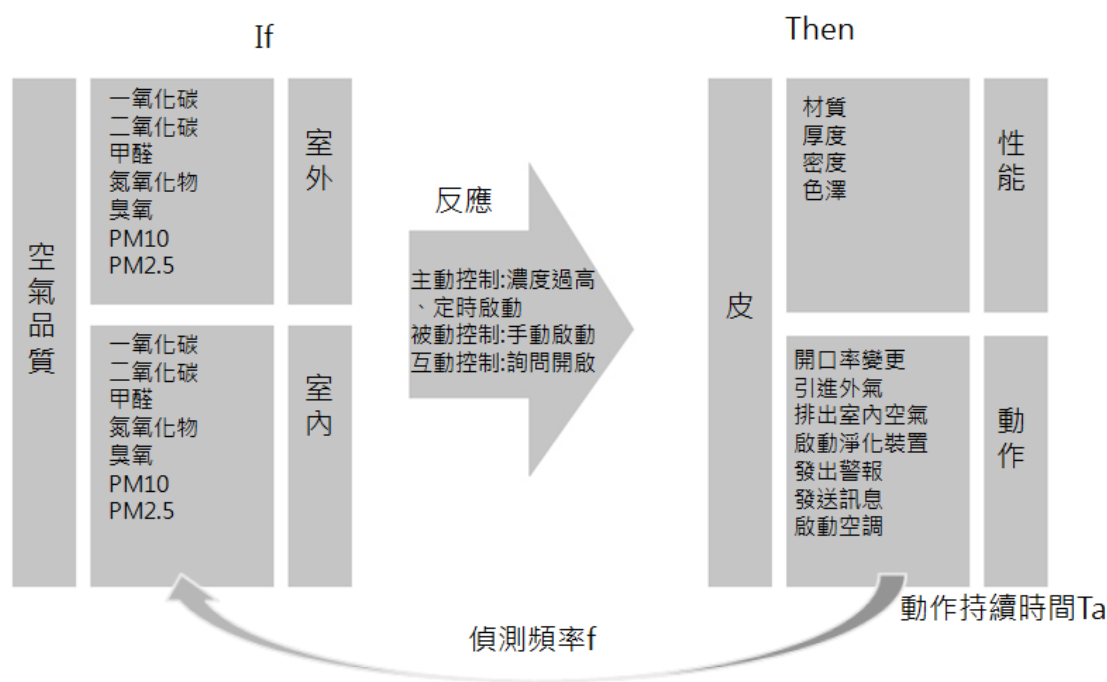 If
Then
空氣品質
一氧化碳
二氧化碳
甲醛
氮氧化物
臭氧
PM10
PM2.5
室外
一氧化碳
二氧化碳
甲醛
氮氧化物
臭氧
PM10
PM2.5
室內
反應
主動控制:濃度過高
、定時啟動
被動控制:手動啟動
互動控制:詢問開啟
皮
材質
厚度
密度
色澤
性能
開口率變更
引進外氣
排出室內空氣
啟動淨化裝置
發出警報
發送訊息
啟動空調
動作
動作持續時間Ta
偵測頻率f